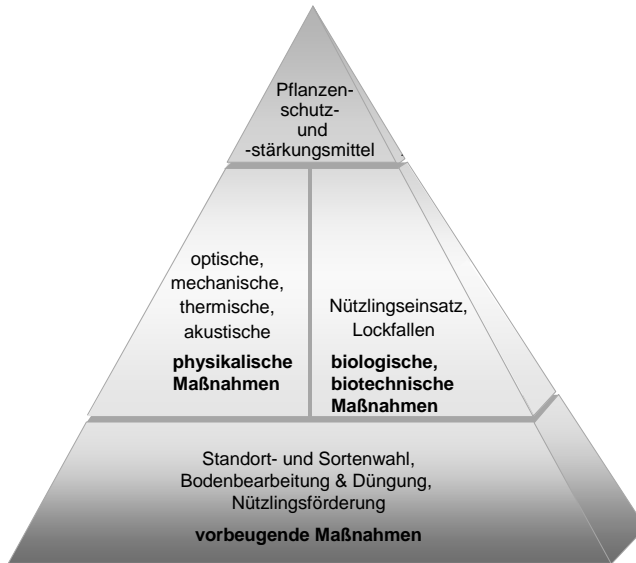 Pflanzen-
schutz-
und
-stärkungsmittel
optische,
mechanische,
thermische,
akustische
physikalische
Maßnahmen
Nützlingseinsatz,
Lockfallen
biologische,
biotechnische
Maßnahmen
Standort- und Sortenwahl,
Bodenbearbeitung & Düngung,
Nützlingsförderung
vorbeugende Maßnahmen